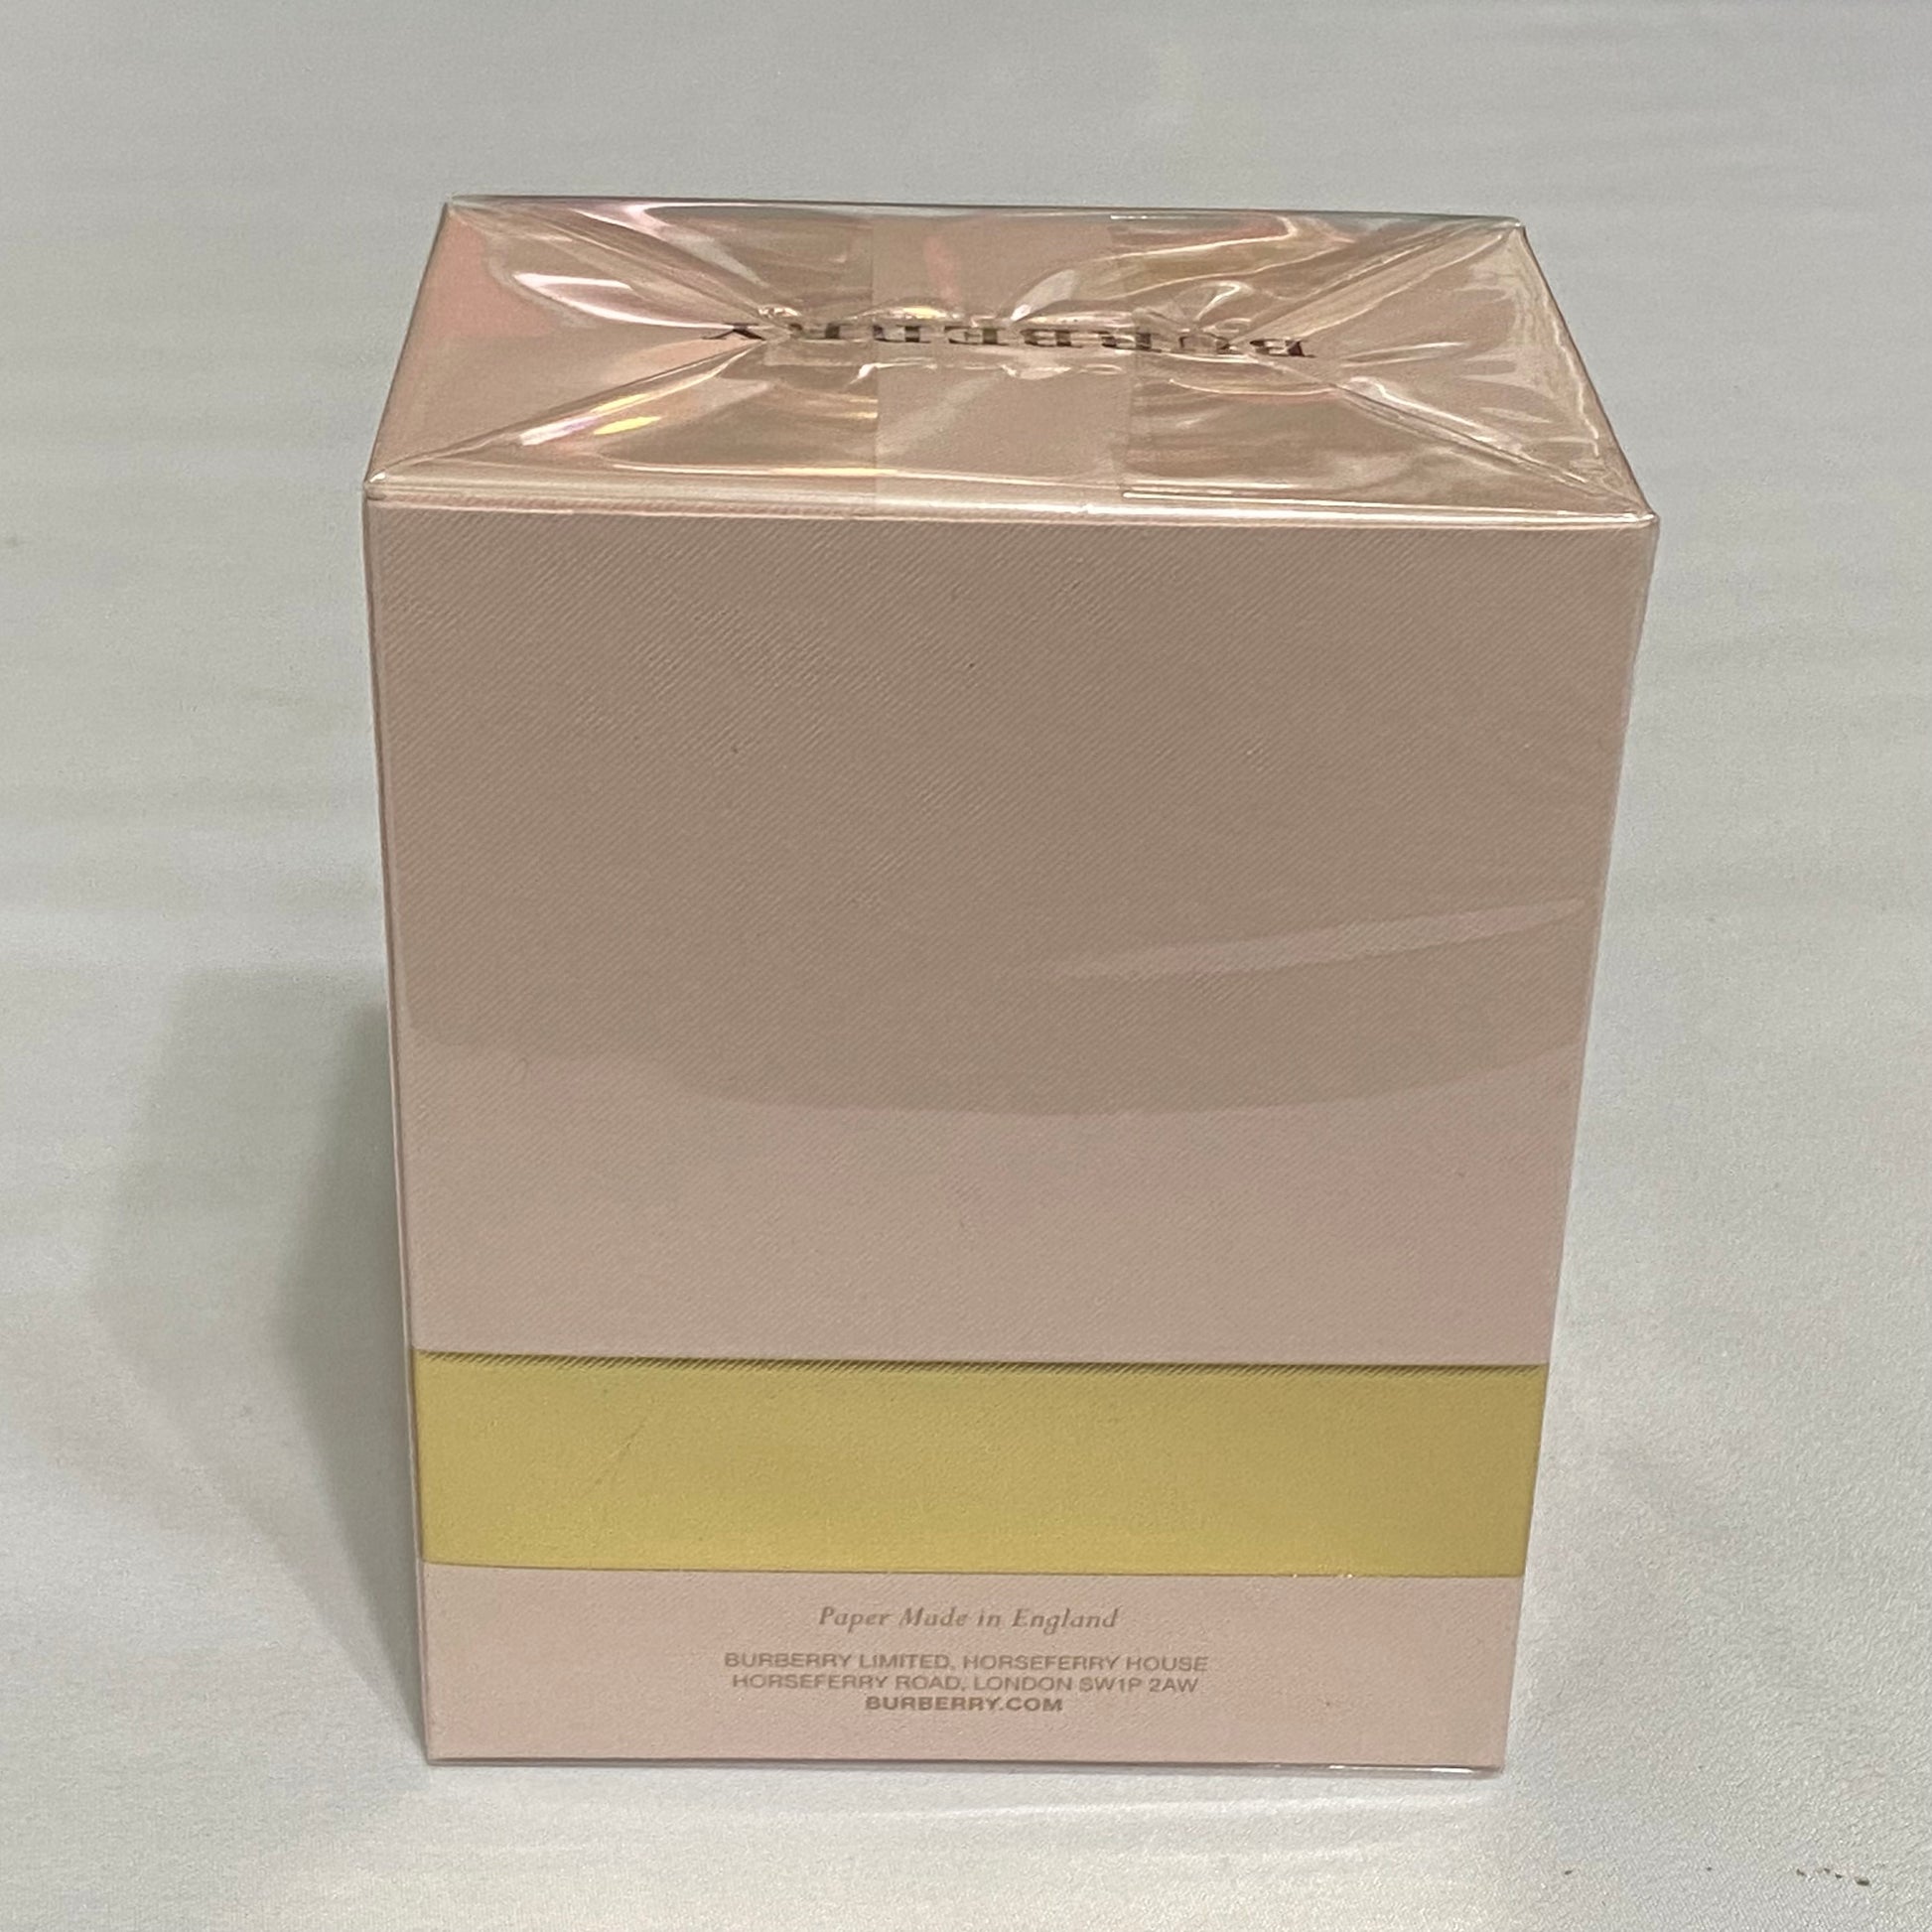 BURBERRY
Paper Made in England
BURBERRY LIMITED, HORSEFERRY HOUSE
HORSEFERRY ROAD, LONDON SW1P 2AW
BURBERRY.COM